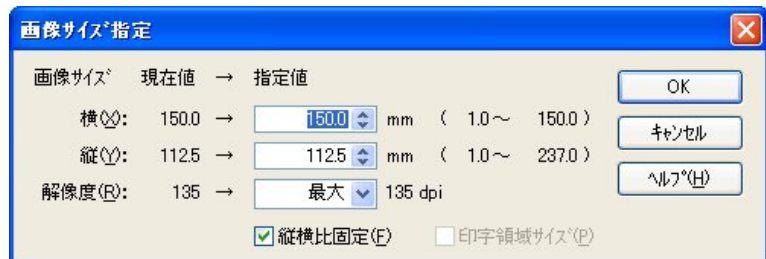 画像サイズ指定
画像サイズ 現在値 → 指定値
OK
横(X): 150.0 → 150.0 mm ( 1.0～ 150.0 )
キャンセル
縦(Y): 112.5 → 112.5 mm ( 1.0～ 237.0 )
ヘルプ(H)
解像度(R): 135 → 最大 135 dpi
縦横比固定(F) 印字領域サイズ(P)